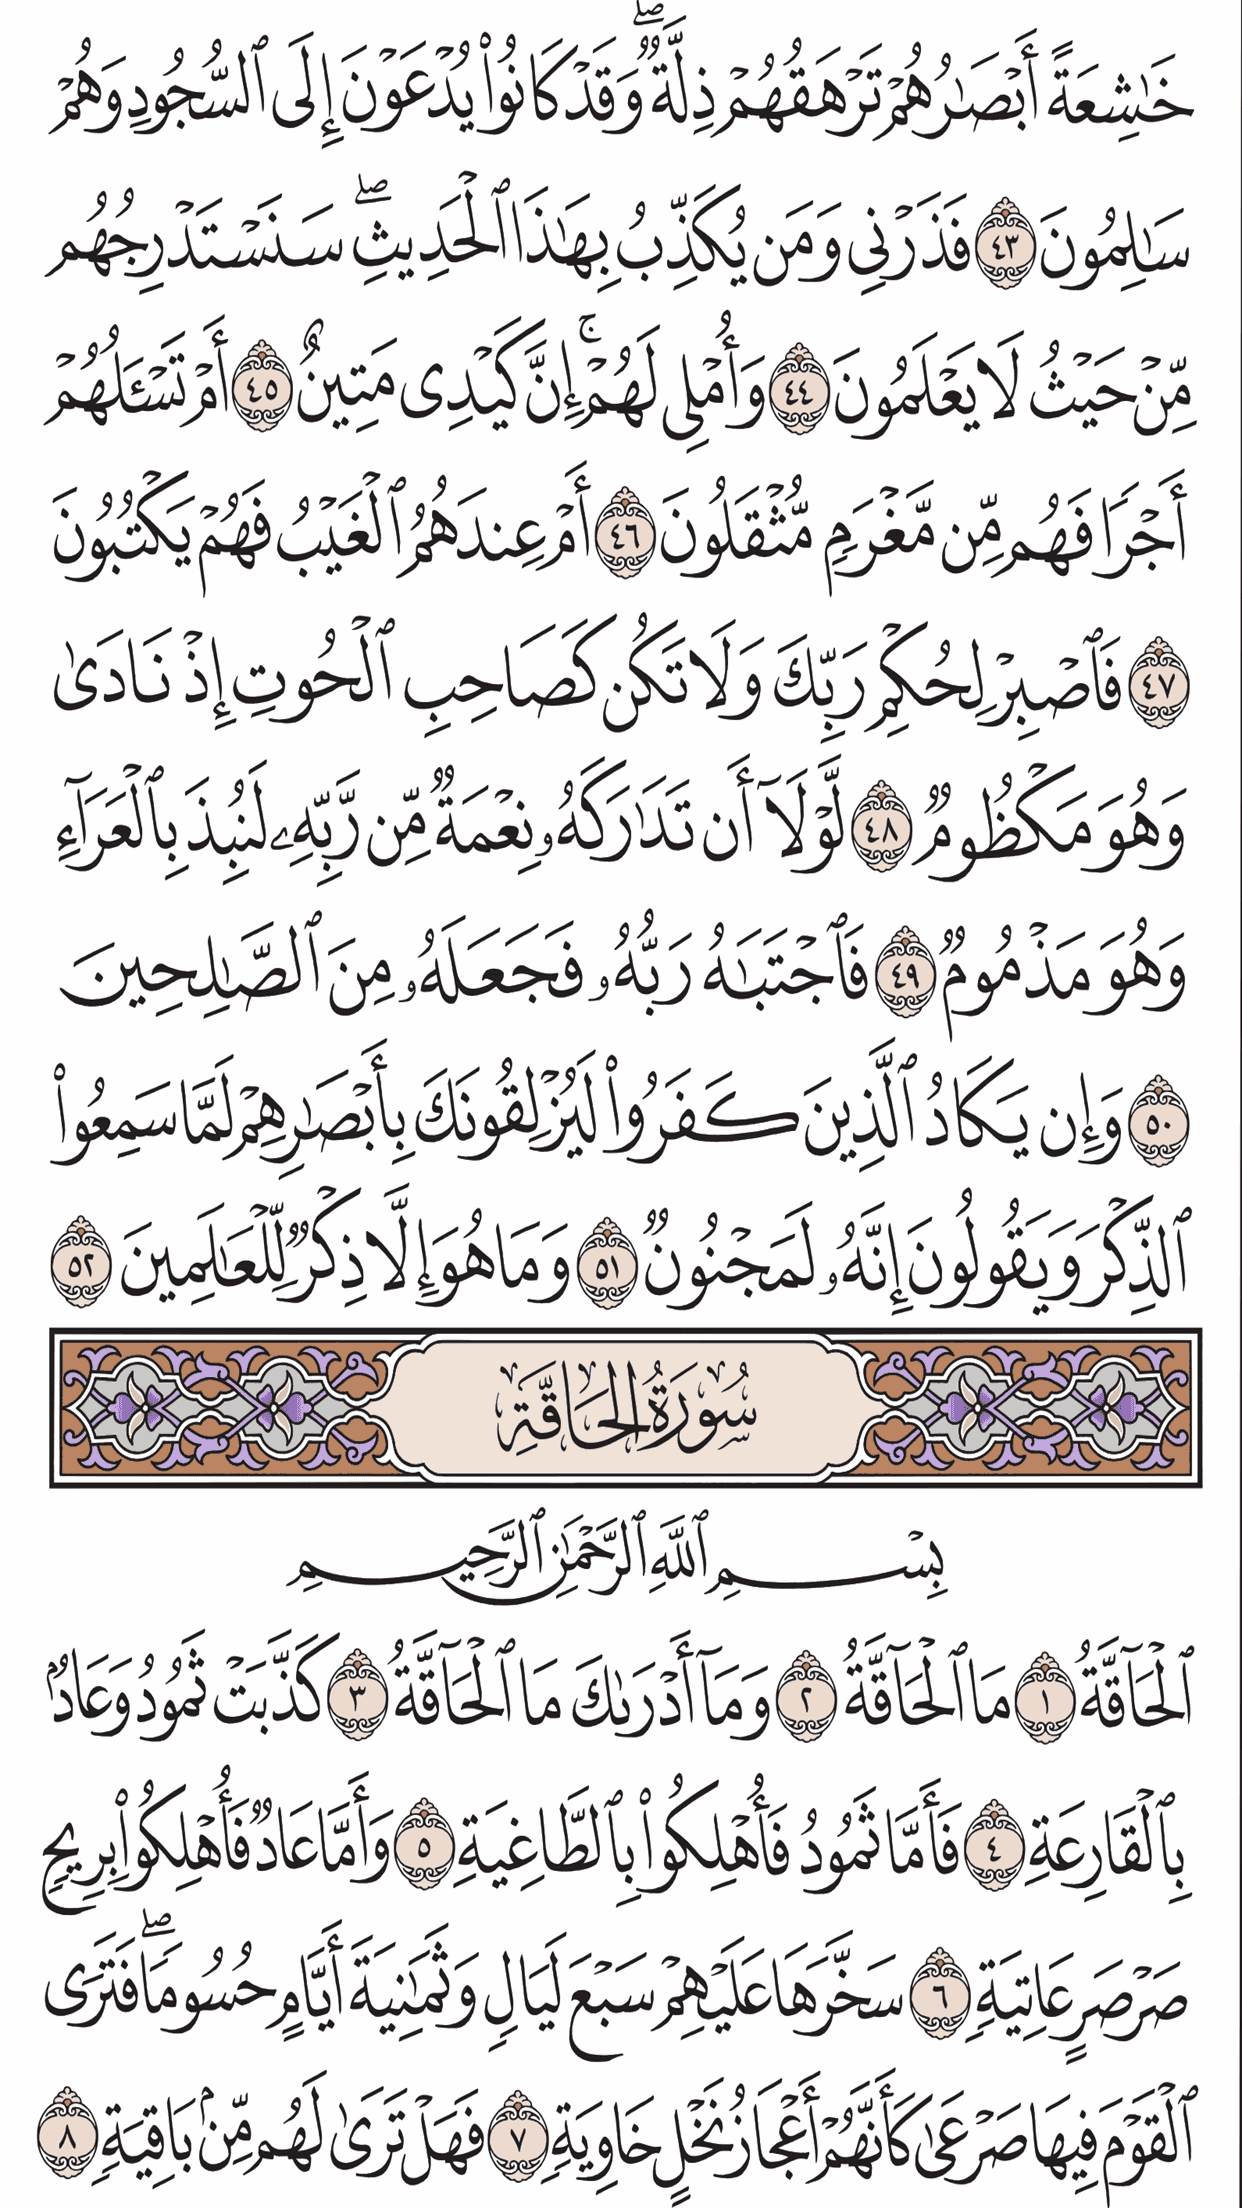 خَـٰشِعَةً أَبْصَـٰرُهُمْ تَرْهَقُهُمْ ذِلَّةٌۖ وَقَدْ كَانُوا۟ يُدْعَوْنَ إِلَى ٱلسُّجُودِ وَهُمْ
سَـٰلِمُونَ ٤٣ فَذَرْنِى وَمَن يُكَذِّبُ بِهَـٰذَا ٱلْحَدِيثِۖ سَنَسْتَدْرِجُهُم
مِّنْ حَيْثُ لَا يَعْلَمُونَ ٤٤ وَأُمْلِى لَهُمْۚ إِنَّ كَيْدِى مَتِينٌ ٤٥ أَمْ تَسْـَٔلُهُمْ
أَجْرًا فَهُم مِّن مَّغْرَمٍ مُّثْقَلُونَ ٤٦ أَمْ عِندَهُمُ ٱلْغَيْبُ فَهُمْ يَكْتُبُونَ
٤٧ فَٱصْبِرْ لِحُكْمِ رَبِّكَ وَلَا تَكُن كَصَاحِبِ ٱلْحُوتِ إِذْ نَادَىٰ
وَهُوَ مَكْظُومٌ ٤٨ لَّوْلَآ أَن تَدَٰرَكَهُۥ نِعْمَةٌ مِّن رَّبِّهِۦ لَنُبِذَ بِٱلْعَرَآءِ
وَهُوَ مَذْمُومٌ ٤٩ فَٱجْتَبَـٰهُ رَبُّهُۥ فَجَعَلَهُۥ مِنَ ٱلصَّـٰلِحِينَ
٥٠ وَإِن يَكَادُ ٱلَّذِينَ كَفَرُوا۟ لَيُزْلِقُونَكَ بِأَبْصَـٰرِهِمْ لَمَّا سَمِعُوا۟
ٱلذِّكْرَ وَيَقُولُونَ إِنَّهُۥ لَمَجْنُونٌ ٥١ وَمَا هُوَ إِلَّا ذِكْرٌ لِّلْعَـٰلَمِينَ ٥٢
سُورَةُ الحَاقَّةِ
بِسْمِ ٱللَّهِ ٱلرَّحْمَـٰنِ ٱلرَّحِيمِ
ٱلْحَآقَّةُ ١ مَا ٱلْحَآقَّةُ ٢ وَمَآ أَدْرَىٰكَ مَا ٱلْحَآقَّةُ ٣ كَذَّبَتْ ثَمُودُ وَعَادٌۢ
بِٱلْقَارِعَةِ ٤ فَأَمَّا ثَمُودُ فَأُهْلِكُوا۟ بِٱلطَّاغِيَةِ ٥ وَأَمَّا عَادٌ فَأُهْلِكُوا۟ بِرِيحٍ
صَرْصَرٍ عَاتِيَةٍ ٦ سَخَّرَهَا عَلَيْهِمْ سَبْعَ لَيَالٍ وَثَمَـٰنِيَةَ أَيَّامٍ حُسُومًاۖ فَتَرَى
ٱلْقَوْمَ فِيهَا صَرْعَىٰ كَأَنَّهُمْ أَعْجَازُ نَخْلٍ خَاوِيَةٍ ٧ فَهَلْ تَرَىٰ لَهُم مِّنۢ بَاقِيَةٍ ٨